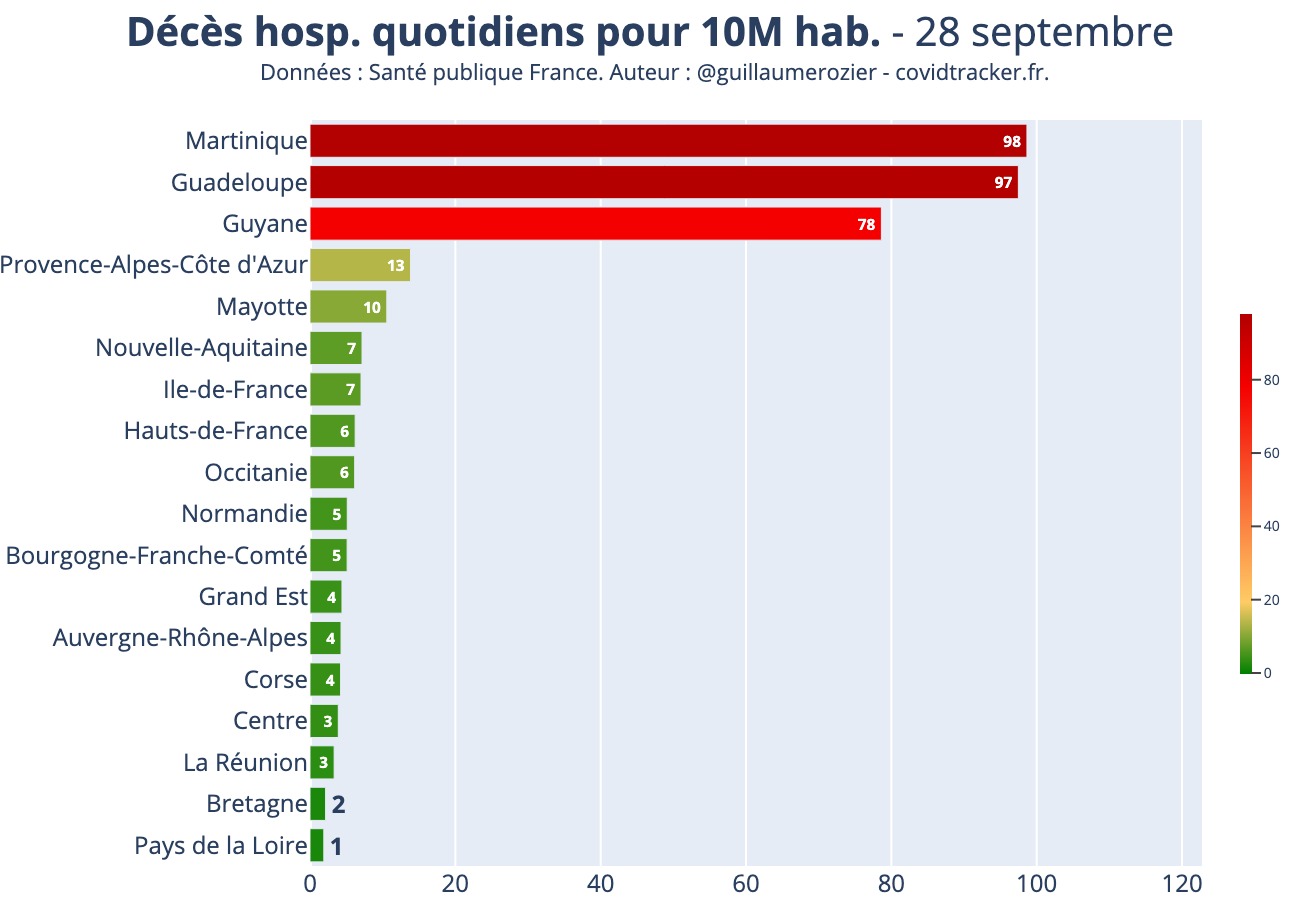 Décès hosp. quotidiens pour 10M hab. - 28 septembre
Données : Santé publique France. Auteur : @guillaumerozier - covidtracker.fr.
Martinique 98
Guadeloupe 97
Guyane 78
Provence-Alpes-Côte d'Azur 13
Mayotte 10
Nouvelle-Aquitaine 7
Ile-de-France 7
Hauts-de-France 6
Occitanie 6
Normandie 5
Bourgogne-Franche-Comté 5
Grand Est 4
Auvergne-Rhône-Alpes 4
Corse 4
Centre 3
La Réunion 3
Bretagne 2
Pays de la Loire 1
0 20 40 60 80 100 120
80
60
40
20
0